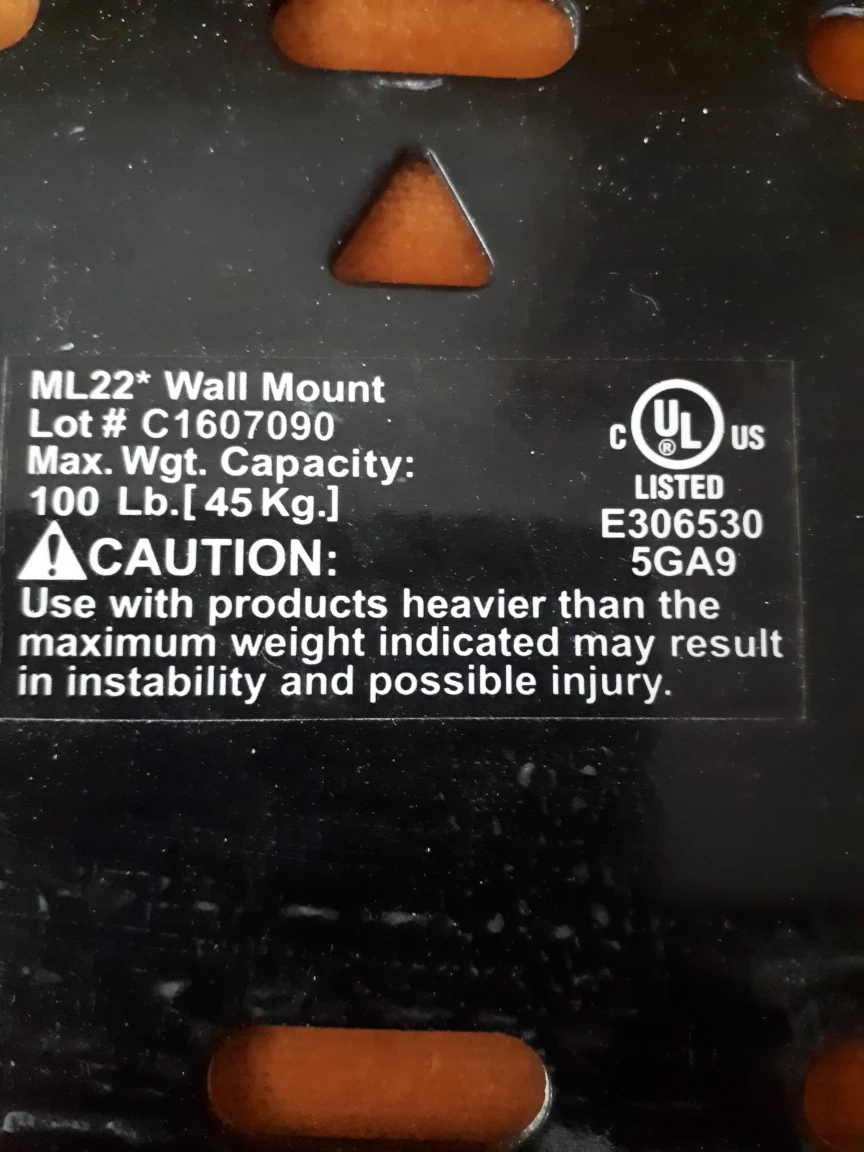 ML22* Wall Mount
Lot # C1607090
Max. Wgt. Capacity:
100 Lb.[ 45 Kg.]
C UL ® US
LISTED
E306530
5GA9
CAUTION:
Use with products heavier than the
maximum weight indicated may result
in instability and possible injury.